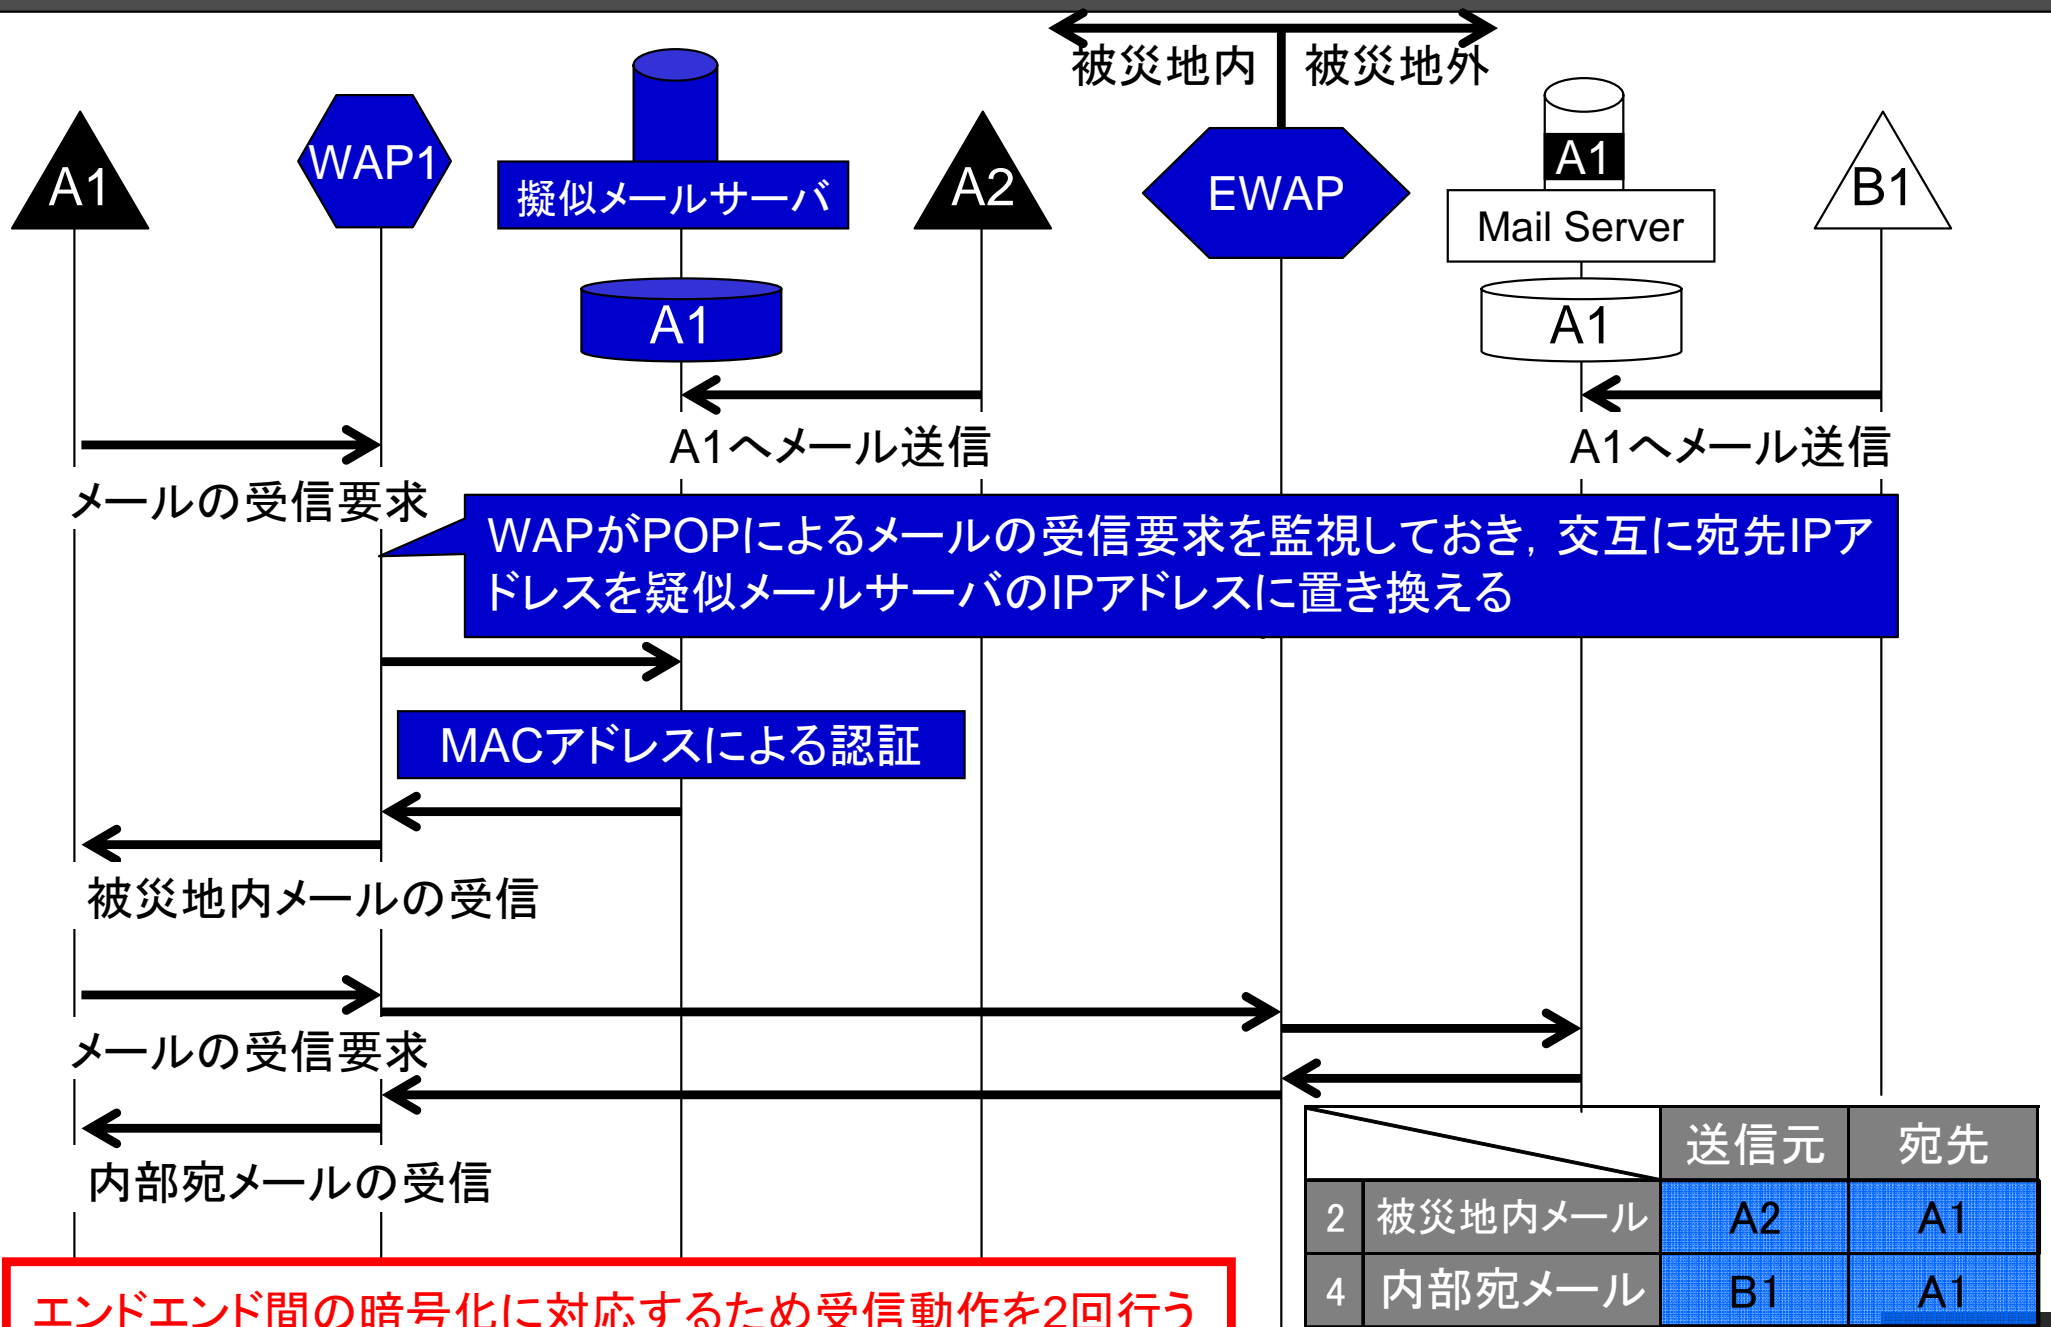 被災地内
被災地外
A1
WAP1
擬似メールサーバ
A2
EWAP
A1
Mail Server
B1
A1
A1
A1へメール送信
A1へメール送信
メールの受信要求
WAPがPOPによるメールの受信要求を監視しておき，交互に宛先IPア
ドレスを疑似メールサーバのIPアドレスに置き換える
MACアドレスによる認証
被災地内メールの受信
メールの受信要求
内部宛メールの受信
送信元 宛先
2 被災地内メール A2 A1
4 内部宛メール B1 A1
エンドエンド間の暗号化に対応するため受信動作を2回行う